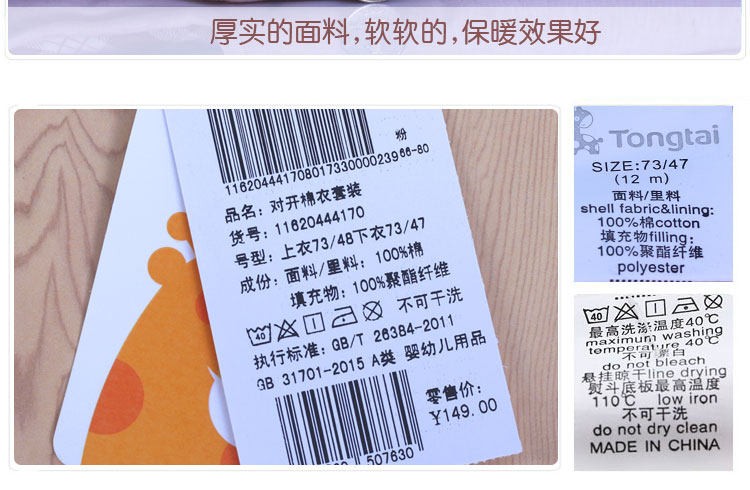 厚实的面料,软软的,保暖效果好
粉
11620444170801733000023966-80
品名: 对开棉衣套装
货号: 11620444170
号型: 上衣73/48下衣73/47
成份: 面料/里料: 100%棉
填充物: 100%聚酯纤维
40 不可干洗
执行标准: GB/T 26384-2011
GB 31701-2015 A类 婴幼儿用品
零售价:
¥149.00
507630
Tongtai
SIZE:73/47
(12 m)
面料/里料
shell fabric&lining:
100%棉cotton
填充物filling:
100%聚酯纤维
polyester
40
最高洗涤温度40℃
maximum washing
temperature 40℃
不可漂白
do not bleach
悬挂晾干line drying
熨斗底板最高温度
110℃ low iron
不可干洗
do not dry clean
MADE IN CHINA